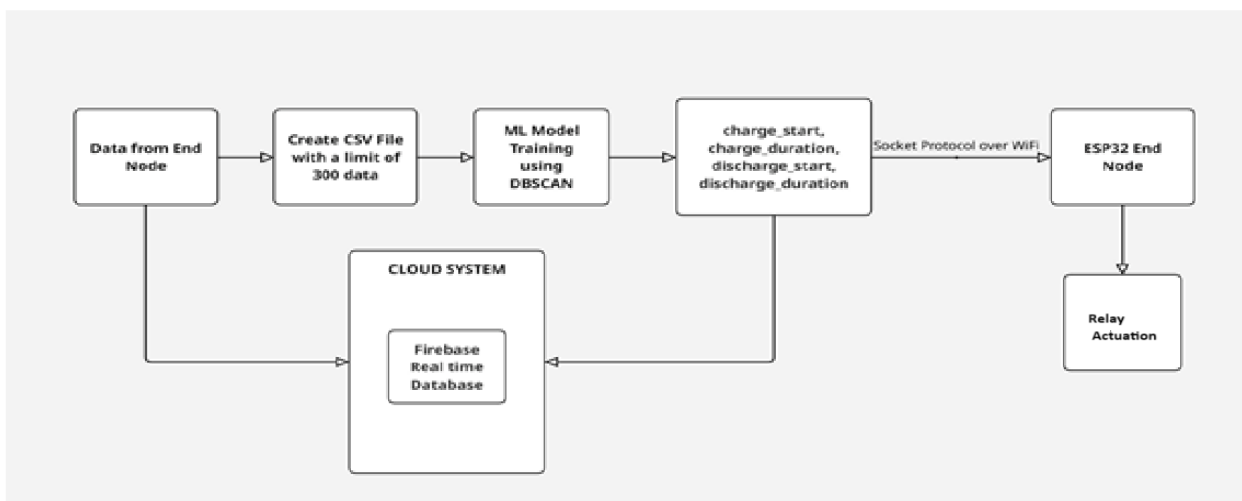 Data from End
Node
Create CSV File
with a limit of
300 data
ML Model
Training
using
DBSCAN
charge_start,
charge_duration,
discharge_start,
discharge_duration
Socket Protocol over WiFi
ESP32 End
Node
CLOUD SYSTEM
Firebase
Real time
Database
Relay
Actuation